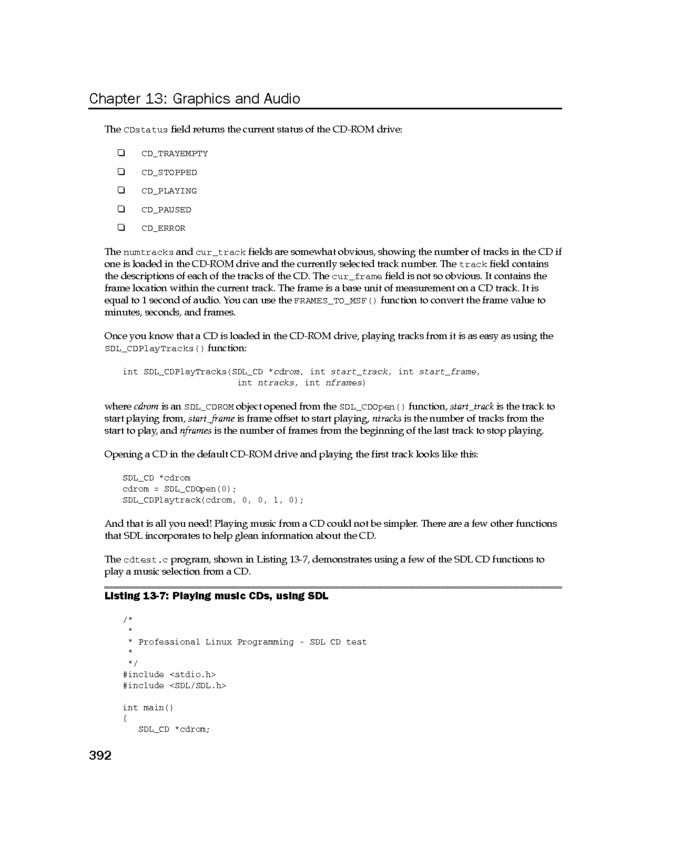 Chapter 13: Graphics and Audio
The CDstatus field returns the current status of the CD-ROM drive:
❑ CD_TRAYEMPTY
❑ CD_STOPPED
❑ CD_PLAYING
❑ CD_PAUSED
❑ CD_ERROR
The numtracks and cur_track fields are somewhat obvious, showing the number of tracks in the CD if
one is loaded in the CD-ROM drive and the currently selected track number. The track field contains
the descriptions of each of the tracks of the CD. The cur_frame field is not so obvious. It contains the
frame location within the current track. The frame is a base unit of measurement on a CD track. It is
equal to 1 second of audio. You can use the FRAMES_TO_MSF() function to convert the frame value to
minutes, seconds, and frames.
Once you know that a CD is loaded in the CD-ROM drive, playing tracks from it is as easy as using the
SDL_CDPlayTracks() function:
int SDL_CDPlayTracks(SDL_CD *cdrom, int start_track, int start_frame,
int ntracks, int nframes)
where cdrom is an SDL_CDROM object opened from the SDL_CDOpen() function, start_track is the track to
start playing from, start_frame is frame offset to start playing, ntracks is the number of tracks from the
start to play, and nframes is the number of frames from the beginning of the last track to stop playing.
Opening a CD in the default CD-ROM drive and playing the first track looks like this:
SDL_CD *cdrom
cdrom = SDL_CDOpen(0);
SDL_CDPlaytrack(cdrom, 0, 0, 1, 0);
And that is all you need! Playing music from a CD could not be simpler. There are a few other functions
that SDL incorporates to help glean information about the CD.
The cdtest.c program, shown in Listing 13-7, demonstrates using a few of the SDL CD functions to
play a music selection from a CD.
Listing 13-7: Playing music CDs, using SDL
/*
*
* Professional Linux Programming - SDL CD test
*
*/
#include <stdio.h>
#include <SDL/SDL.h>
int main()
{
SDL_CD *cdrom;
392